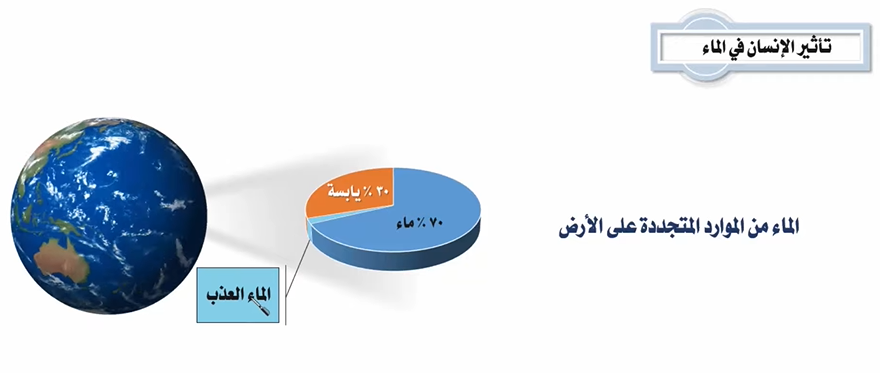 تأثير الإنسان في الماء
الماء من الموارد المتجددة على الأرض
٣٠ ٪ يابسة
٧٠ ٪ ماء
الماء العذب